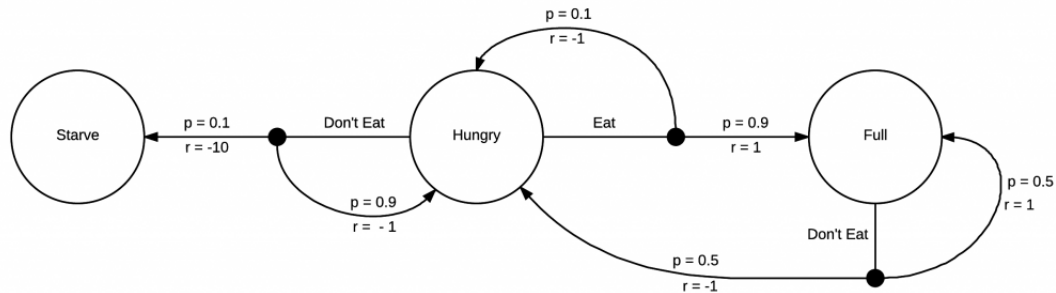 p = 0.1
r = -1
Starve
p = 0.1
r = -10
Don't Eat
Hungry
Eat
p = 0.9
r = 1
Full
p = 0.9
r = - 1
p = 0.5
r = 1
Don't Eat
p = 0.5
r = -1